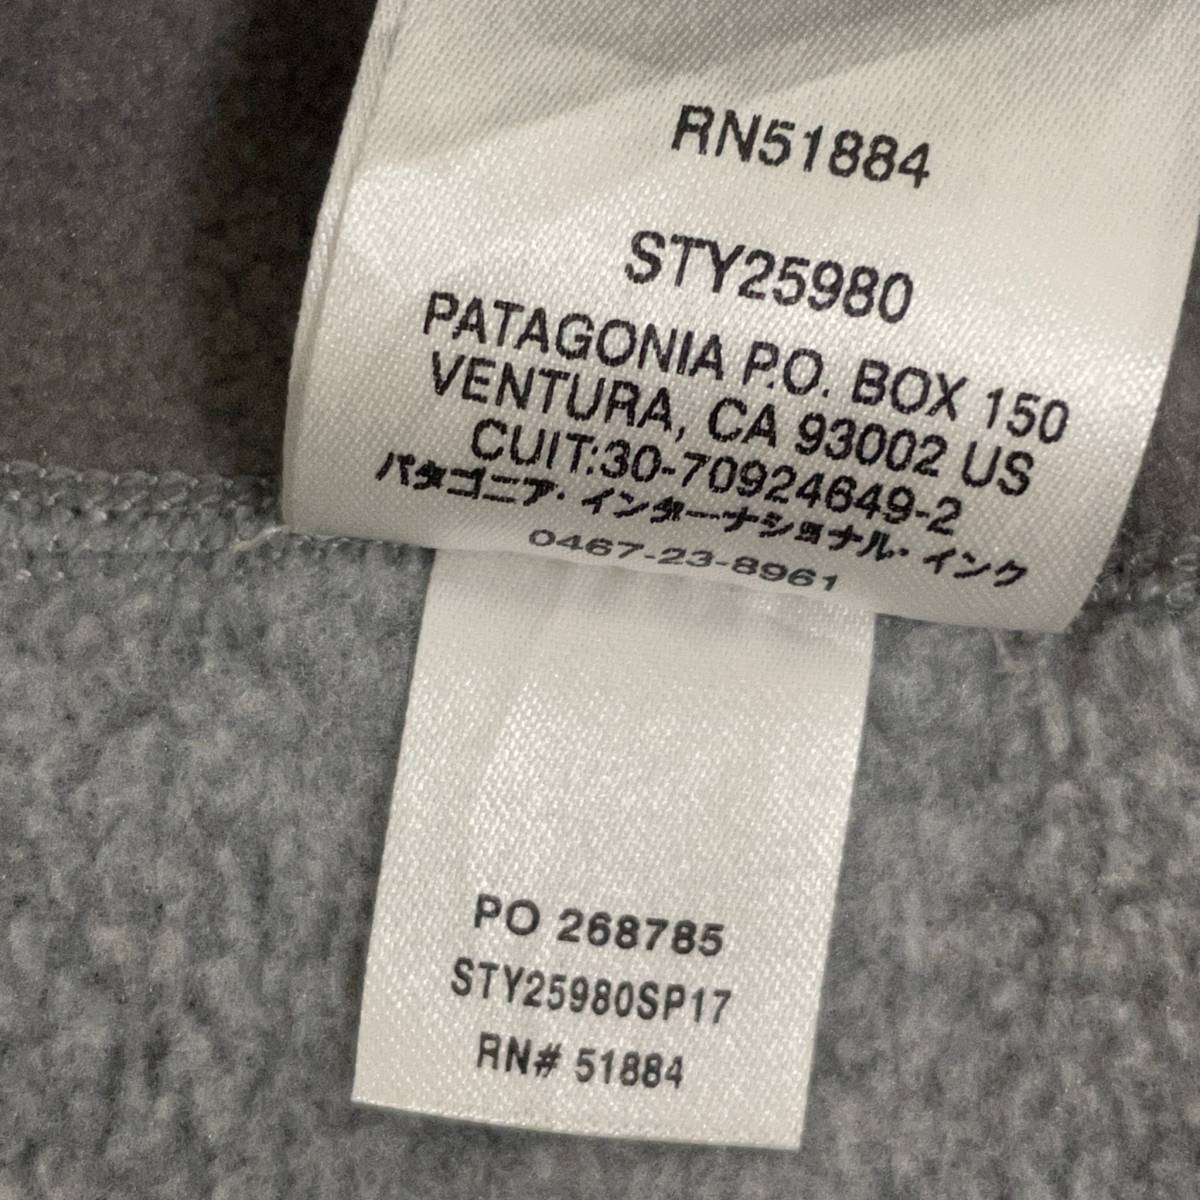 RN51884
STY25980
PATAGONIA P.O. BOX 150
VENTURA, CA 93002 US
CUIT:30-70924649-2
パタゴニア・インターナショナル・インク
0467-23-8961
PO 268785
STY25980SP17
RN# 51884